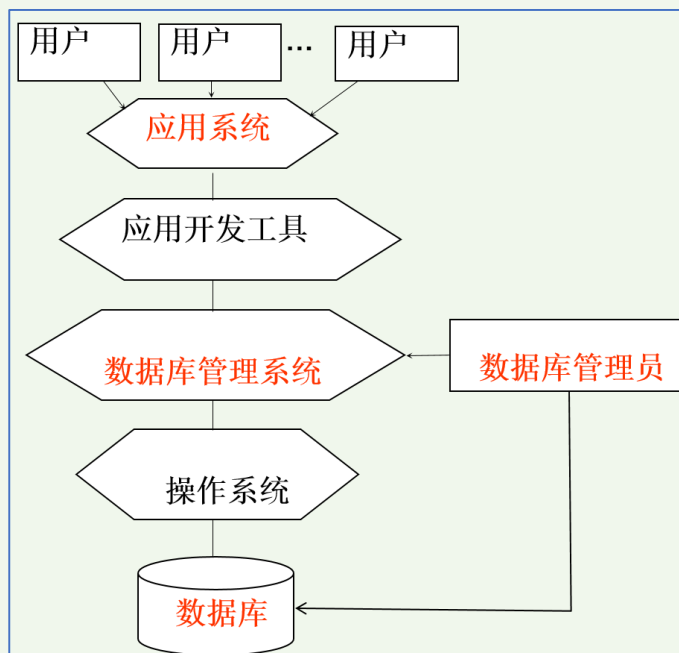 用户
用户
...
用户
应用系统
应用开发工具
数据库管理系统
数据库管理员
操作系统
数据库